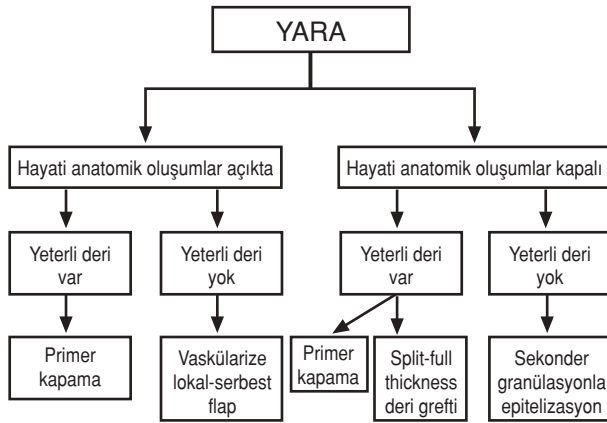 YARA
Hayati anatomik oluşumlar açıkta
Hayati anatomik oluşumlar kapalı
Yeterli deri
var
Yeterli deri
yok
Yeterli deri
var
Yeterli deri
yok
Primer
kapama
Vaskülarize
lokal-serbest
flap
Primer
kapama
Split-full
thickness
deri grefti
Sekonder
granülasyonla
epitelizasyon